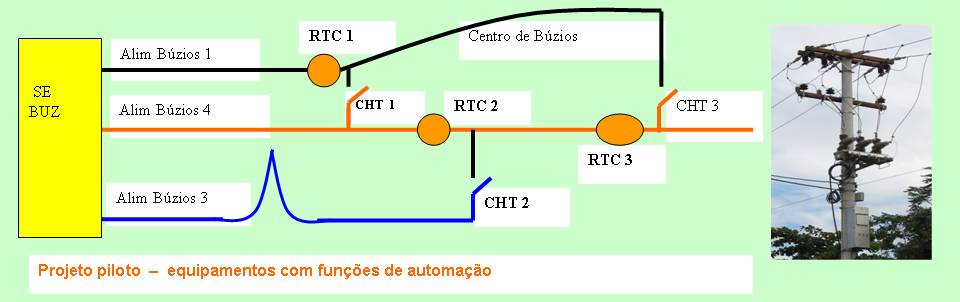 RTC 1
Centro de Búzios
Alim Búzios 1
SE
BUZ
Alim Búzios 4
CHT 1
RTC 2
CHT 3
RTC 3
Alim Búzios 3
CHT 2
Projeto piloto – equipamentos com funções de automação